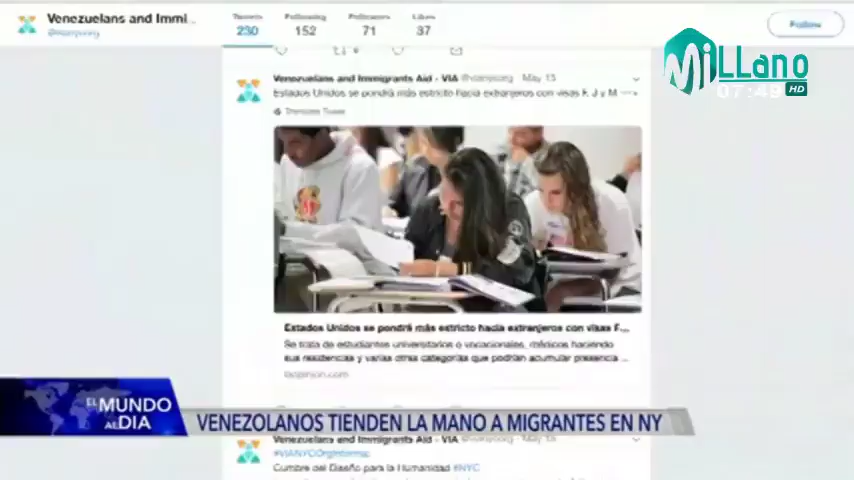 Venezuelans and Immi...
Tweets Following Followers Likes
230 152 71 37
Follow
MiLLano
07:49 HD
Venezuelans and Immigrants Aid - VIA @vianyorg · May 15
Estados Unidos se pondrá más estricto hacia extranjeros con visas F, J y M
Estados Unidos se pondrá más estricto hacia extranjeros con visas F...
Se trata de estudiantes universitarios o vocacionales, médicos haciendo
sus residencias y varias otras categorías que podrían acumular presencia ...
laopinion.com
EL MUNDO
AL DIA
VENEZOLANOS TIENDEN LA MANO A MIGRANTES EN NY
Venezuelans and Immigrants Aid - VIA
Cumbre del Diseño para la Humanidad #NYC